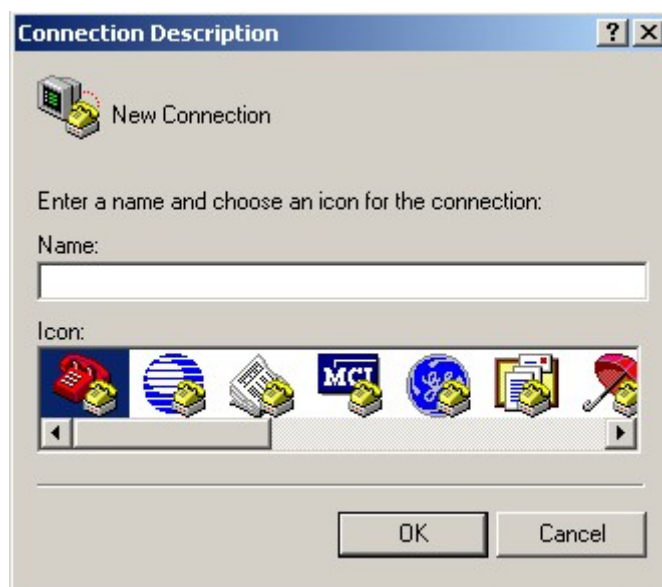 Connection Description
New Connection
Enter a name and choose an icon for the connection:
Name:
Icon:
MCI
OK
Cancel